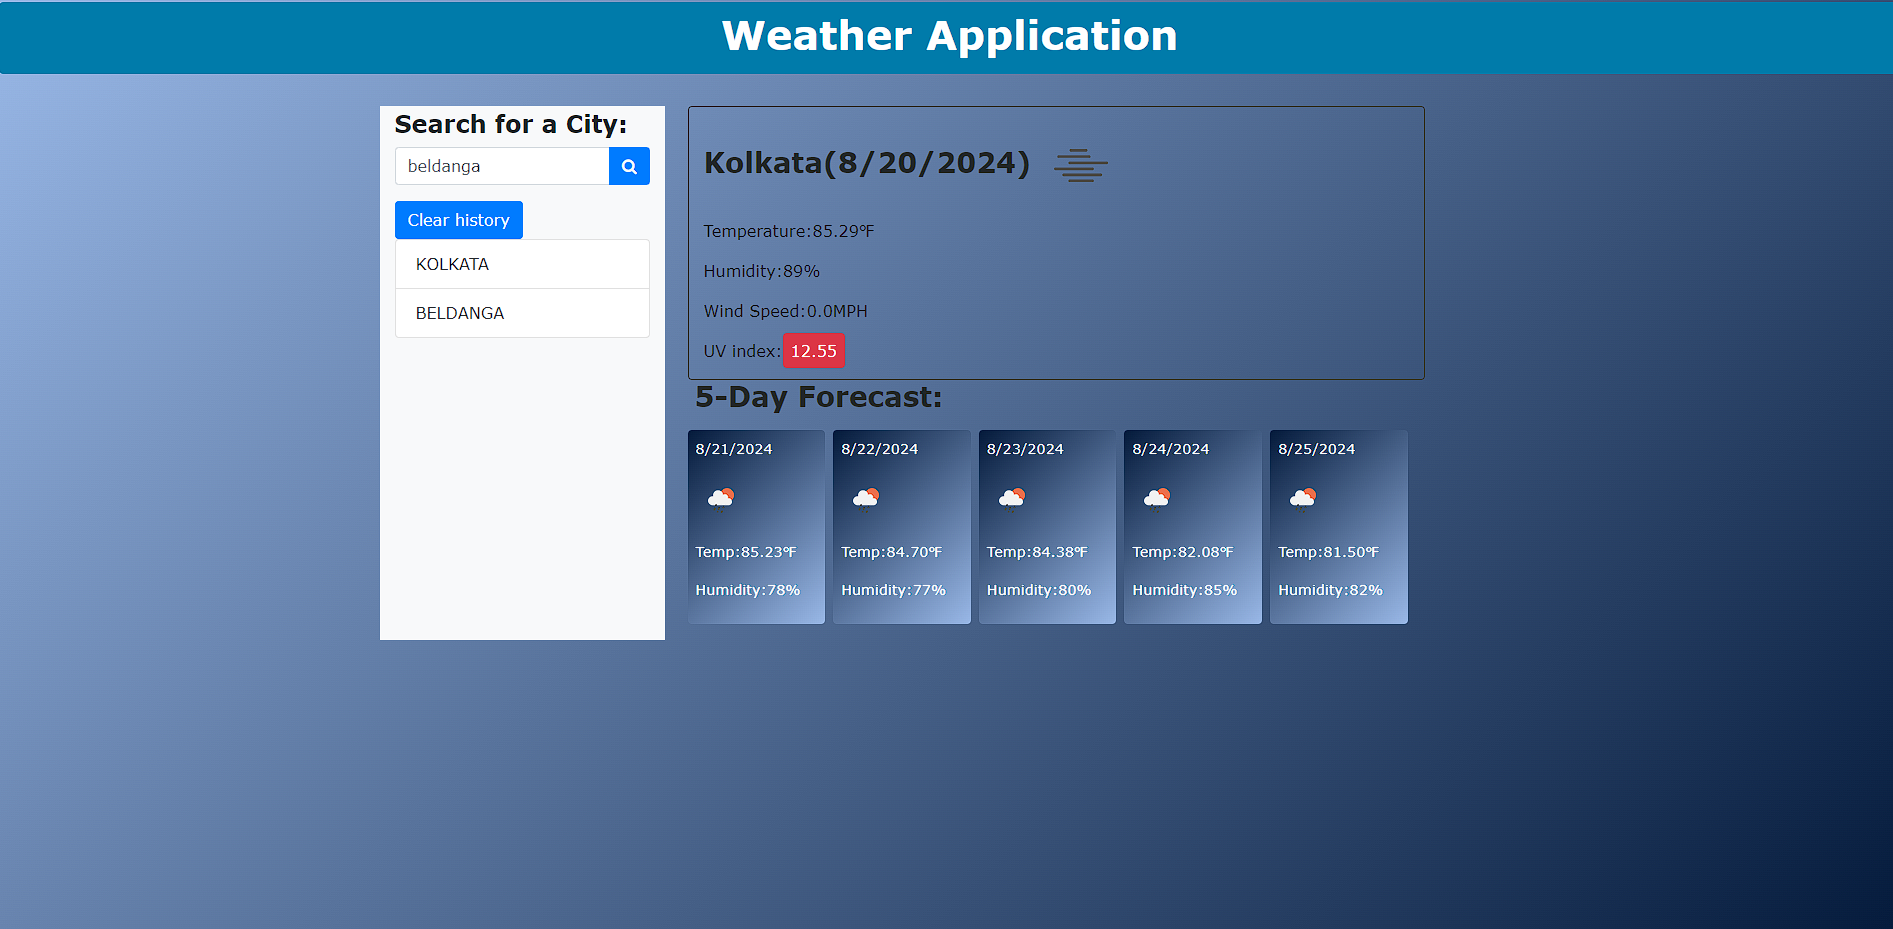 Weather Application
Search for a City:
beldanga
Clear history
KOLKATA
BELDANGA
Kolkata(8/20/2024)
Temperature:85.29°F
Humidity:89%
Wind Speed:0.0MPH
UV index: 12.55
5-Day Forecast:
8/21/2024
Temp:85.23°F
Humidity:78%
8/22/2024
Temp:84.70°F
Humidity:77%
8/23/2024
Temp:84.38°F
Humidity:80%
8/24/2024
Temp:82.08°F
Humidity:85%
8/25/2024
Temp:81.50°F
Humidity:82%